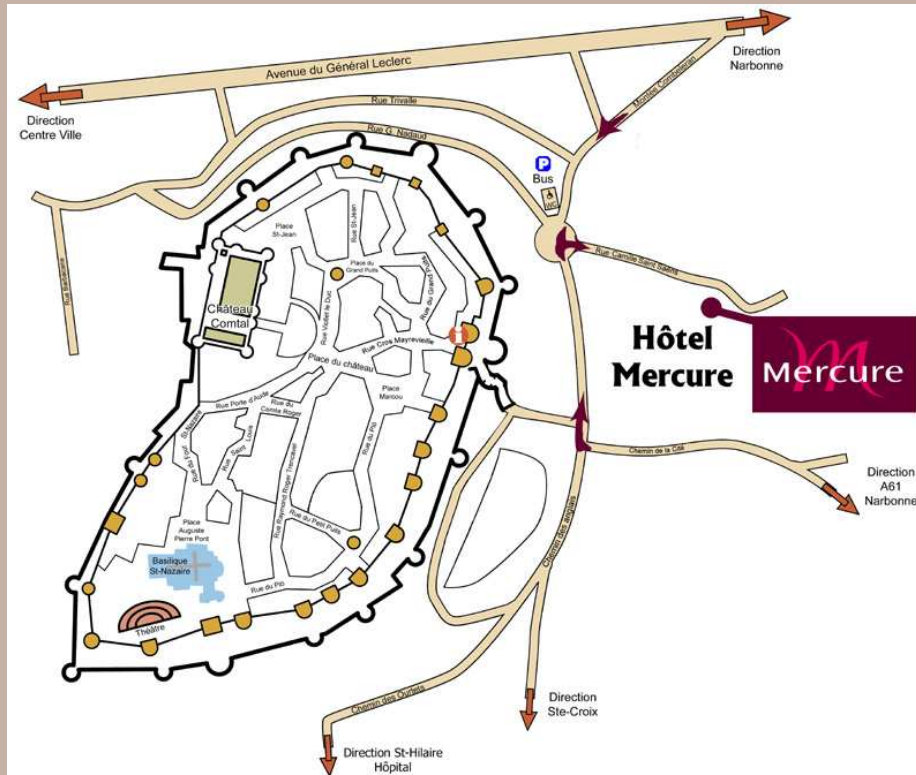 Avenue du Général Leclerc
Direction
Narbonne
Direction
Centre Ville
Rue Trivalle
Montée Combéléran
Rue G. Nadaud
P
Bus
WC
Rue Camille Saint Saëns
Rue Barbacane
Place
St-Jean
Rue St-Jean
Place du
Grand Puits
Rue du Grand Puits
Rue Viollet le Duc
Château
Comtal
i
Rue Cros Mayrevieille
Place du château
Place
Marcou
Hôtel
Mercure
m
Mercure
Rue Porte d'Aude
Rue du
Comte Roger
St-Nazaire
Rue du Four
Rue Saint Louis
Rue du Plô
Rue Raymond Roger Trencavel
Chemin de la Cité
Direction
A61
Narbonne
Place
Auguste
Pierre Pont
Rue du Petit Puits
Chemin des anglais
Basilique
St-Nazaire
Rue du Plô
Théâtre
Direction
Ste-Croix
Direction St-Hilaire
Hôpital